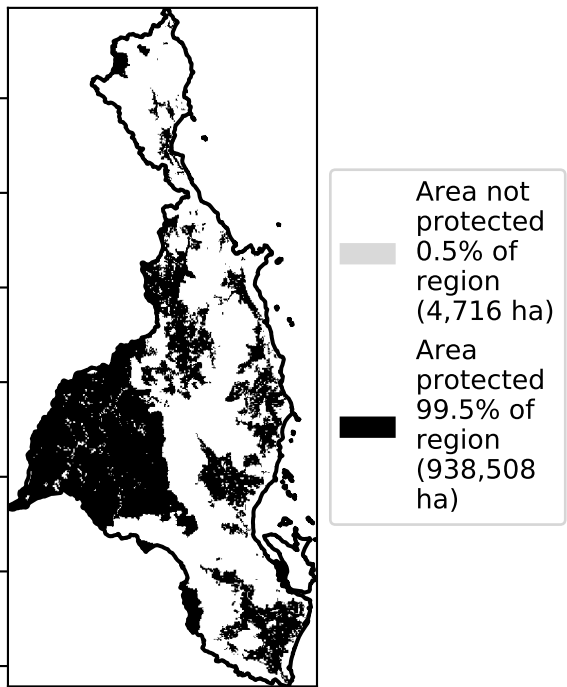 Area not
protected
0.5% of
region
(4,716 ha)
Area
protected
99.5% of
region
(938,508
ha)